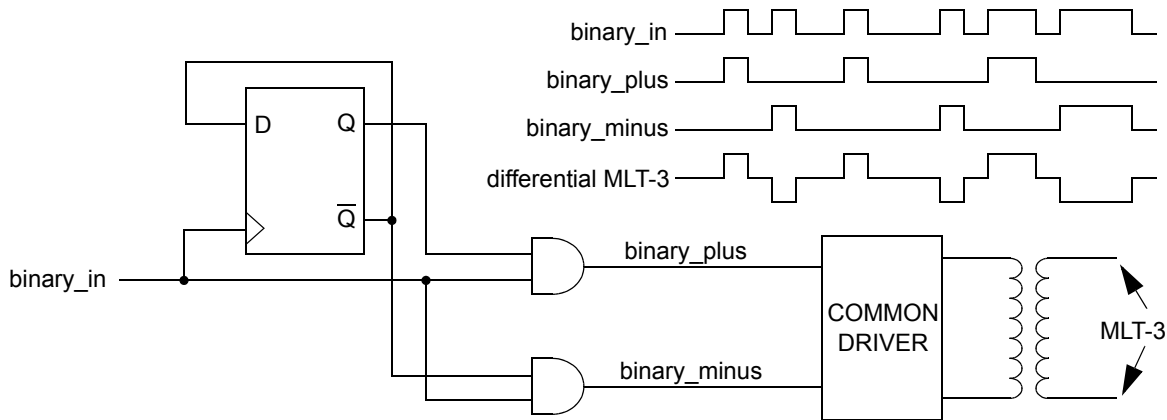 binary_in
binary_plus
binary_minus
differential MLT-3
D Q
Q̅
binary_in
binary_plus
binary_minus
COMMON
DRIVER
MLT-3